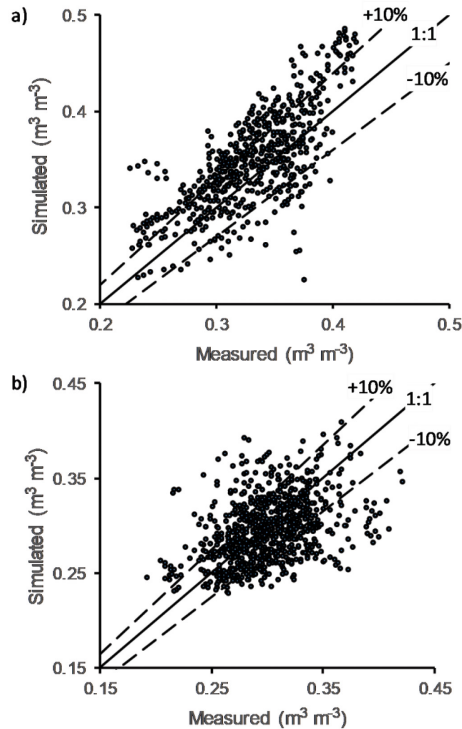 a)
0.5
+10%
1:1
0.4
-10%
Simulated (m³ m⁻³)
0.3
0.2
0.2 0.3 0.4 0.5
Measured (m³ m⁻³)
b)
0.45
+10%
1:1
-10%
0.35
Simulated (m³ m⁻³)
0.25
0.15
0.15 0.25 0.35 0.45
Measured (m³ m⁻³)